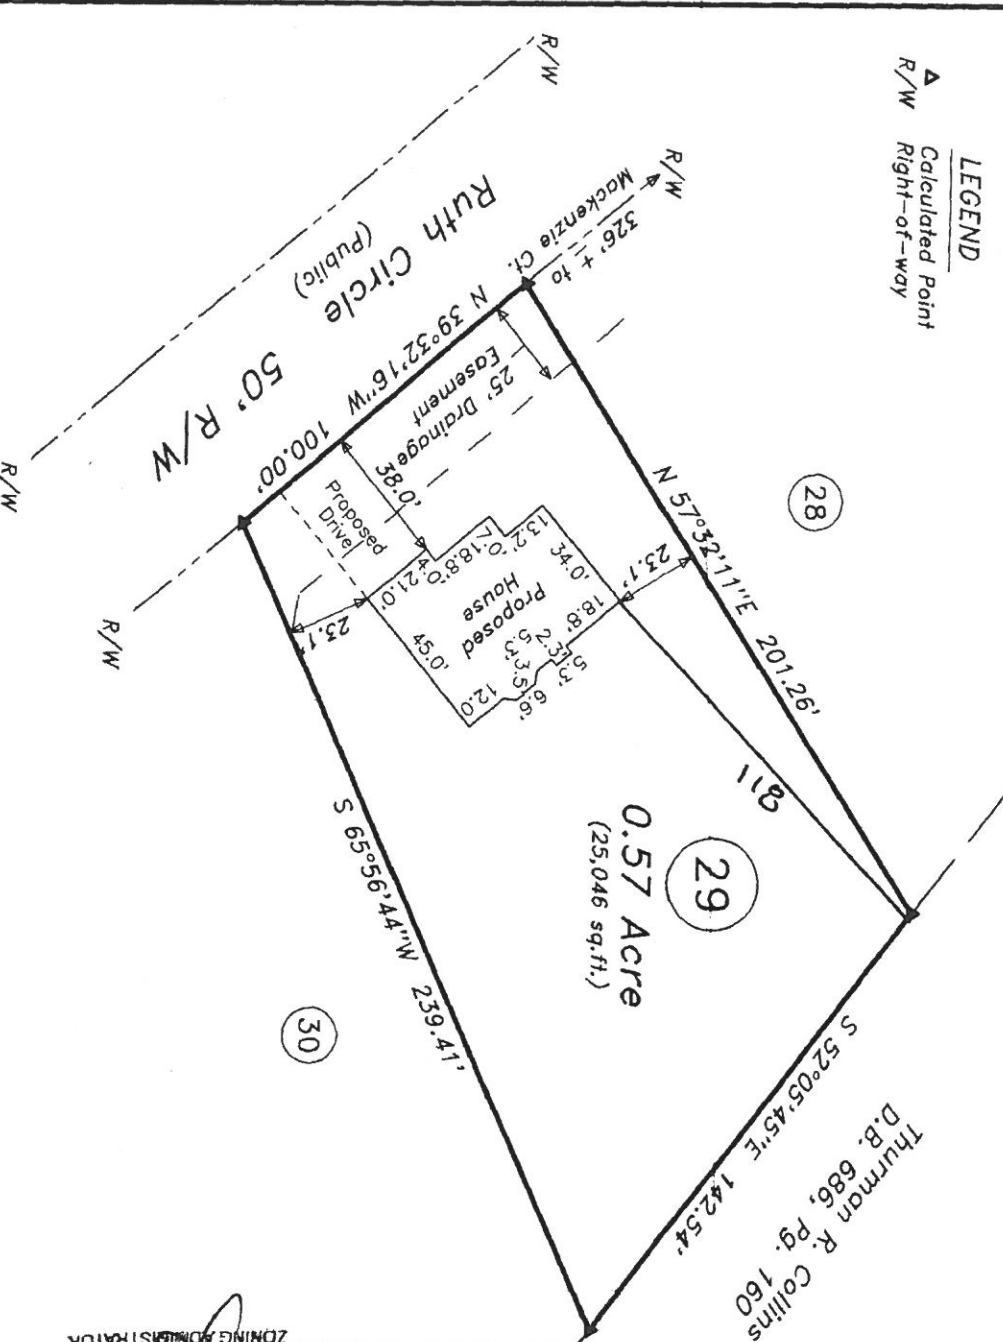 LEGEND
Calculated Point
R/W Right-of-way
R/W
R/W
326' ± to
Mackenzie Ct.
Ruth Circle
(Public)
50' R/W
R/W
R/W
N 39°32'16"W 100.00'
25' Drainage
Easement
38.0'
Proposed
Drive
28
N 57°32'11"E 201.26'
23.1'
23.1'
13.2'
7.0'
18.8'
4.0'
21.0'
34.0'
18.8'
Proposed
House
45.0'
2.3'
5.3'
5.3'
3.5'
6.6'
12.0'
29
0.57 Acre
(25,046 sq.ft.)
S 65°56'44"W 239.41'
30
S 52°05'45"E 142.54'
Thurman R. Collins
D.B. 686, Pg. 160
ZONING ADMINISTRATOR